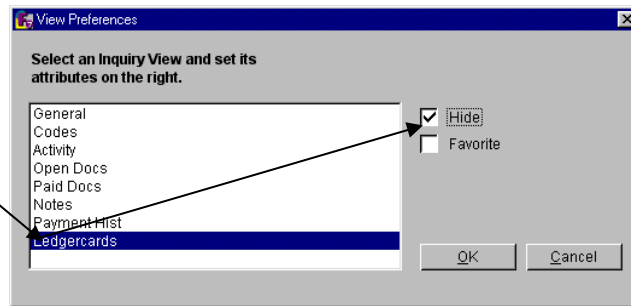 View Preferences
Select an Inquiry View and set its
attributes on the right.
General
Codes
Activity
Open Docs
Paid Docs
Notes
Payment Hist
Ledgercards
Hide
Favorite
OK
Cancel